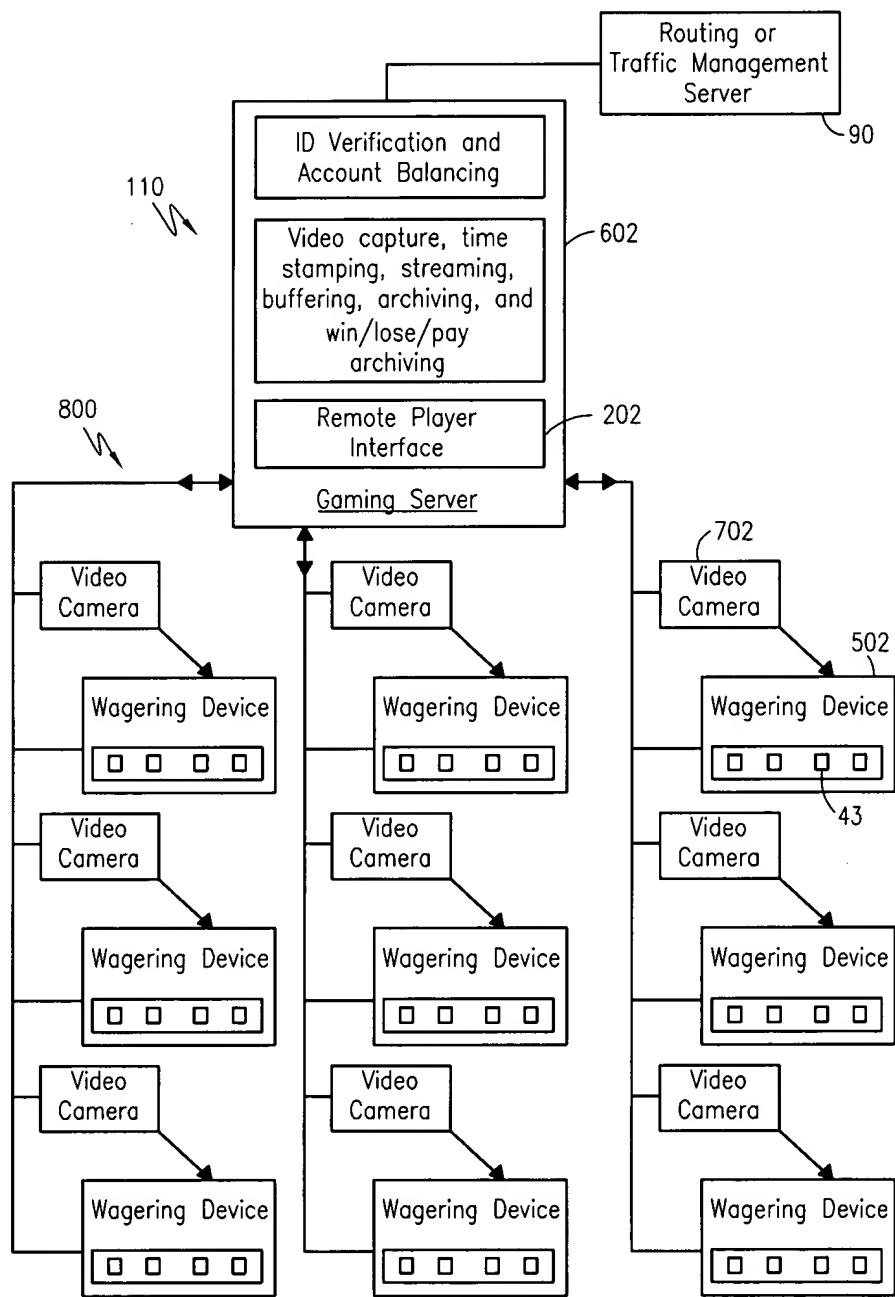 Routing or
Traffic Management
Server
90
ID Verification and
Account Balancing
110
602
Video capture, time
stamping, streaming,
buffering, archiving, and
win/lose/pay
archiving
800
202
Remote Player
Interface
Gaming Server
702
Video
Camera
Video
Camera
Video
Camera
502
Wagering Device
Wagering Device
Wagering Device
43
Video
Camera
Video
Camera
Video
Camera
Wagering Device
Wagering Device
Wagering Device
Video
Camera
Video
Camera
Video
Camera
Wagering Device
Wagering Device
Wagering Device